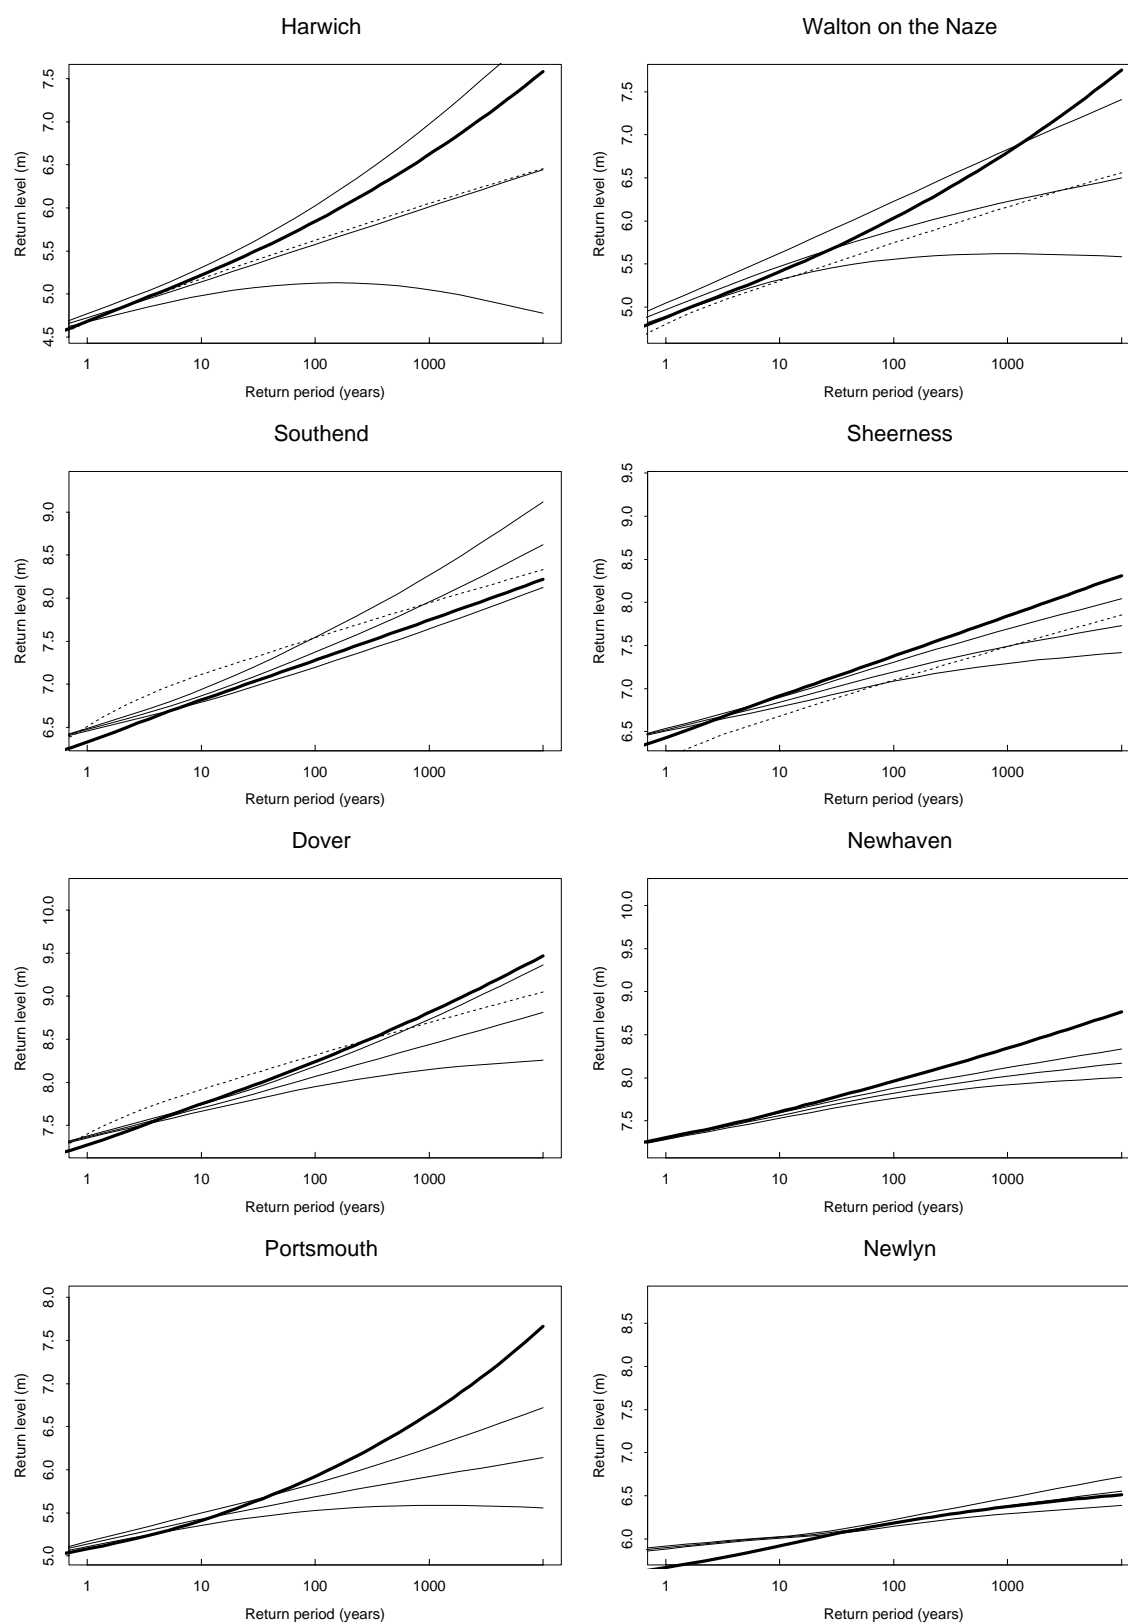 Harwich
Return level (m)
4.5 5.0 5.5 6.0 6.5 7.0 7.5
1 10 100 1000
Return period (years)
Walton on the Naze
Return level (m)
5.0 5.5 6.0 6.5 7.0 7.5
1 10 100 1000
Return period (years)
Southend
Return level (m)
6.5 7.0 7.5 8.0 8.5 9.0
1 10 100 1000
Return period (years)
Sheerness
Return level (m)
6.5 7.0 7.5 8.0 8.5 9.0 9.5
1 10 100 1000
Return period (years)
Dover
Return level (m)
7.5 8.0 8.5 9.0 9.5 10.0
1 10 100 1000
Return period (years)
Newhaven
Return level (m)
7.5 8.0 8.5 9.0 9.5 10.0
1 10 100 1000
Return period (years)
Portsmouth
Return level (m)
5.0 5.5 6.0 6.5 7.0 7.5 8.0
1 10 100 1000
Return period (years)
Newlyn
Return level (m)
6.0 6.5 7.0 7.5 8.0 8.5
1 10 100 1000
Return period (years)